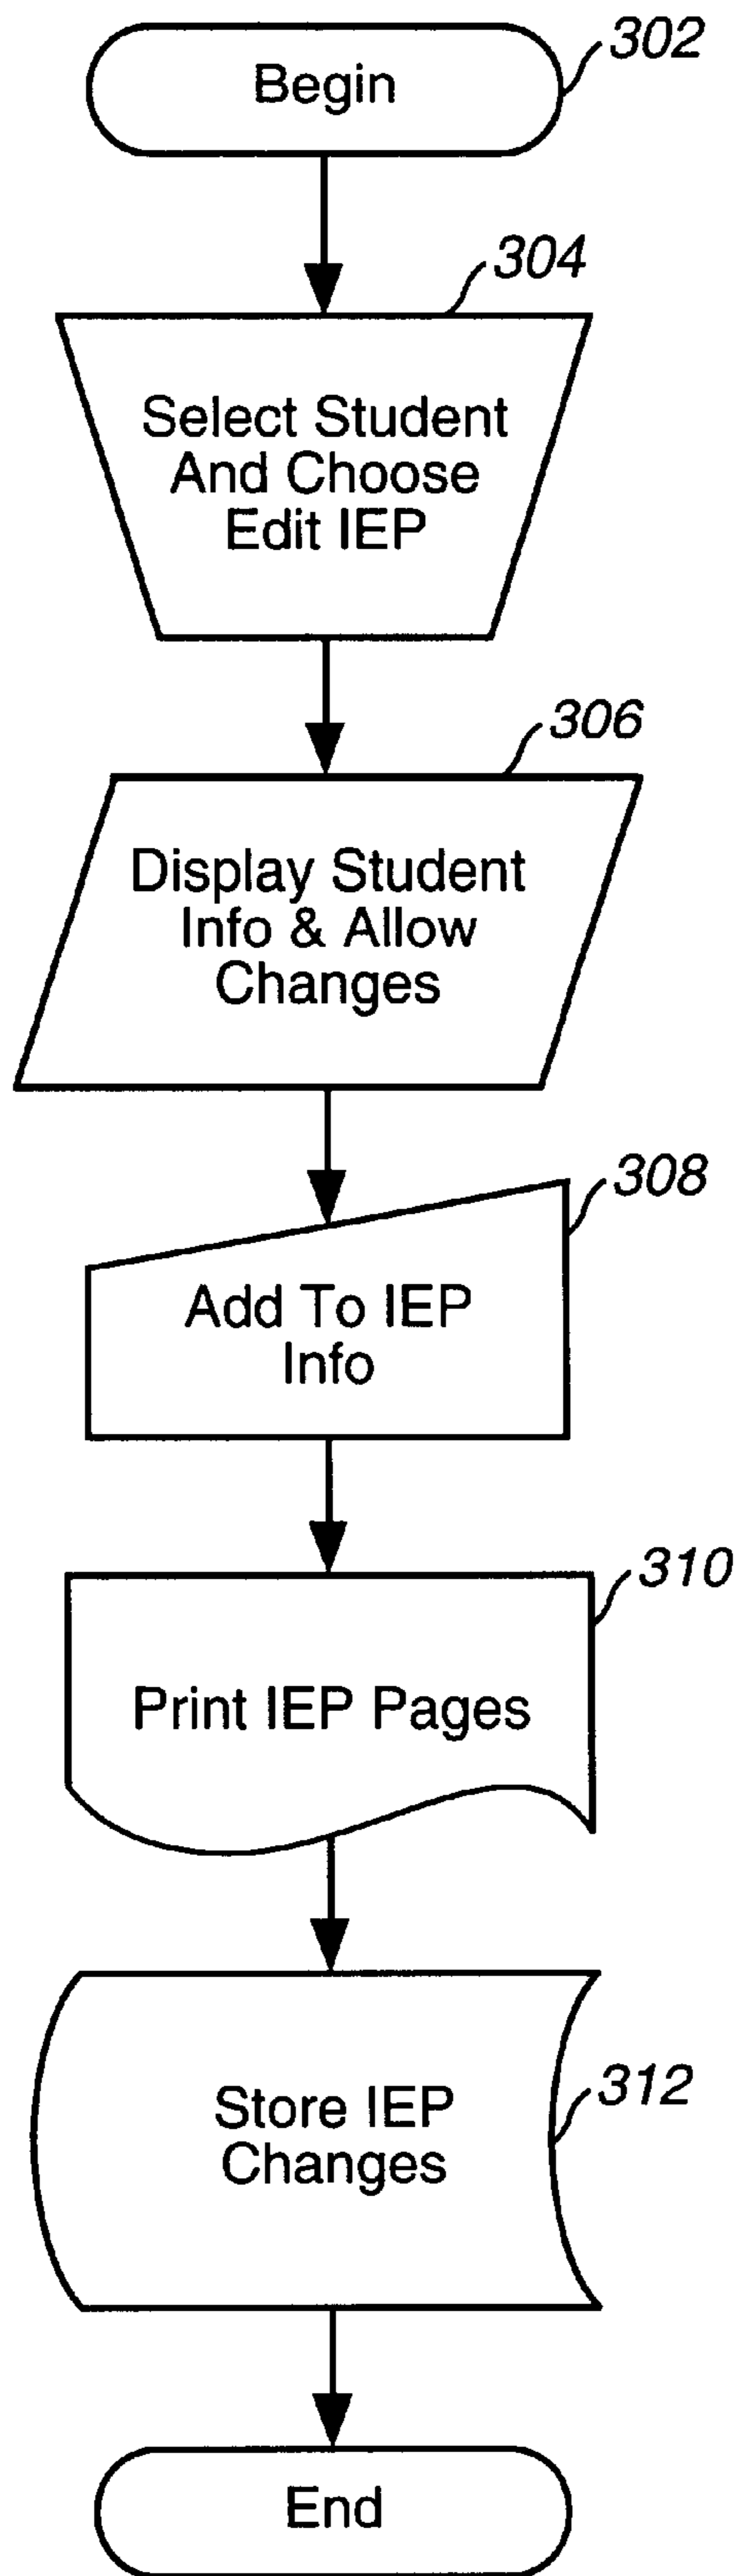 302
Begin
304
Select Student
And Choose
Edit IEP
306
Display Student
Info & Allow
Changes
308
Add To IEP
Info
310
Print IEP Pages
312
Store IEP
Changes
End